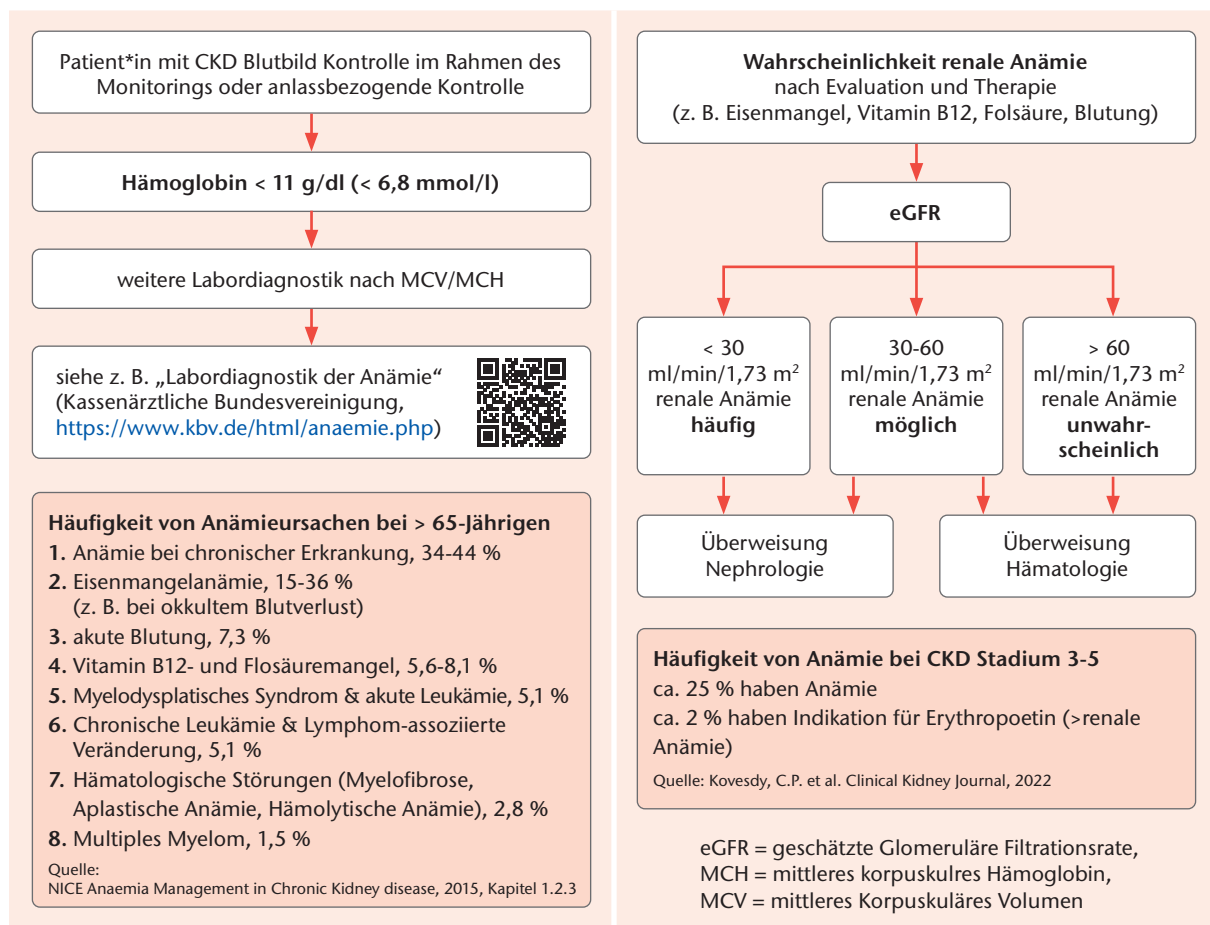 Patient*in mit CKD Blutbild Kontrolle im Rahmen des
Monitorings oder anlassbezogende Kontrolle
Hämoglobin < 11 g/dl (< 6,8 mmol/l)
weitere Labordiagnostik nach MCV/MCH
siehe z. B. „Labordiagnostik der Anämie“
(Kassenärztliche Bundesvereinigung,
https://www.kbv.de/html/anaemie.php)
Häufigkeit von Anämieursachen bei > 65-Jährigen
1. Anämie bei chronischer Erkrankung, 34-44 %
2. Eisenmangelanämie, 15-36 %
(z. B. bei okkultem Blutverlust)
3. akute Blutung, 7,3 %
4. Vitamin B12- und Flosäuremangel, 5,6-8,1 %
5. Myelodysplatisches Syndrom & akute Leukämie, 5,1 %
6. Chronische Leukämie & Lymphom-assoziierte
Veränderung, 5,1 %
7. Hämatologische Störungen (Myelofibrose,
Aplastische Anämie, Hämolytische Anämie), 2,8 %
8. Multiples Myelom, 1,5 %
Quelle:
NICE Anaemia Management in Chronic Kidney disease, 2015, Kapitel 1.2.3
Wahrscheinlichkeit renale Anämie
nach Evaluation und Therapie
(z. B. Eisenmangel, Vitamin B12, Folsäure, Blutung)
eGFR
< 30
ml/min/1,73 m²
renale Anämie
häufig
30-60
ml/min/1,73 m²
renale Anämie
möglich
> 60
ml/min/1,73 m²
renale Anämie
unwahr-
scheinlich
Überweisung
Nephrologie
Überweisung
Hämatologie
Häufigkeit von Anämie bei CKD Stadium 3-5
ca. 25 % haben Anämie
ca. 2 % haben Indikation für Erythropoetin (>renale
Anämie)
Quelle: Kovesdy, C.P. et al. Clinical Kidney Journal, 2022
eGFR = geschätzte Glomeruläre Filtrationsrate,
MCH = mittleres korpuskulres Hämoglobin,
MCV = mittleres Korpuskuläres Volumen